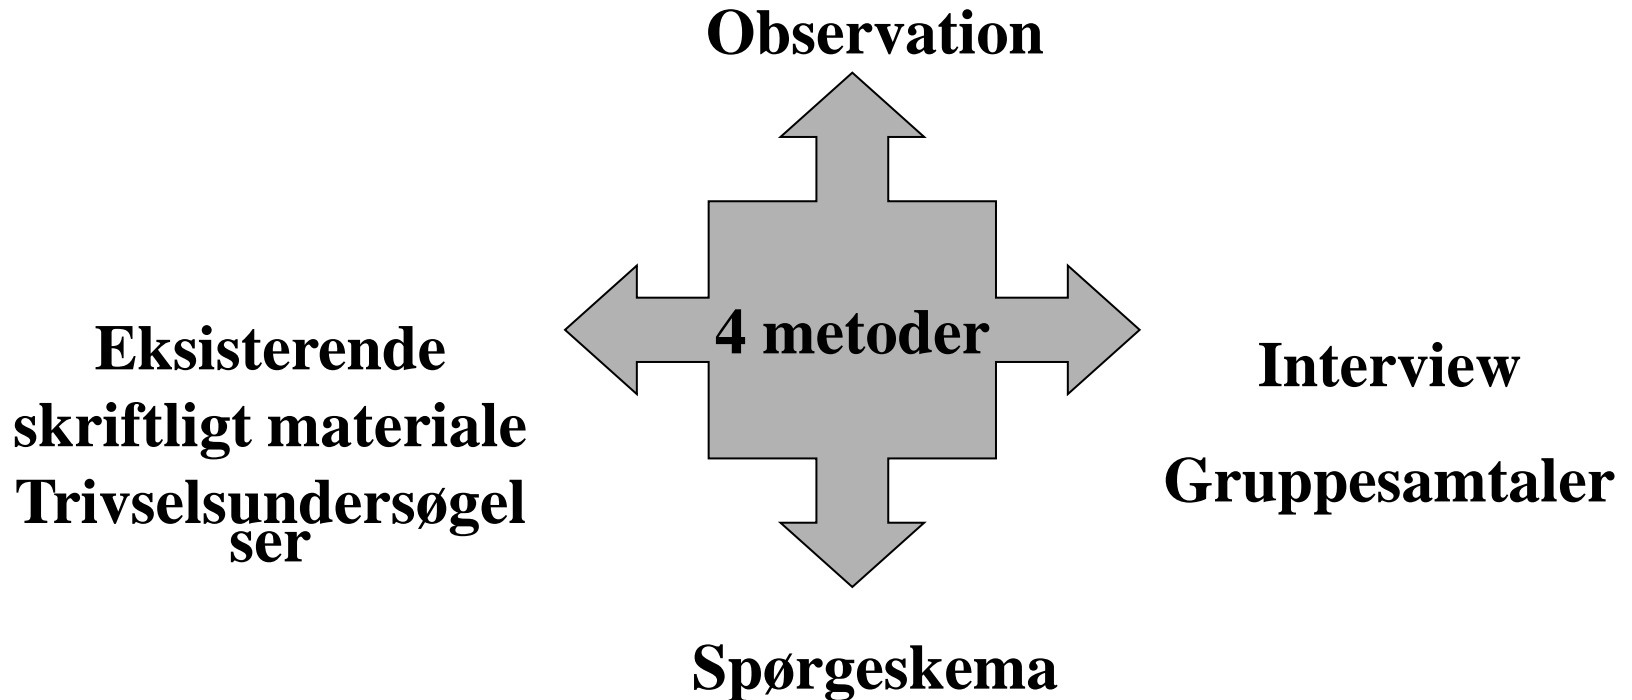 Observation
4 metoder
Eksisterende
skriftligt materiale
Trivselsundersøgel
ser
Interview
Gruppesamtaler
Spørgeskema